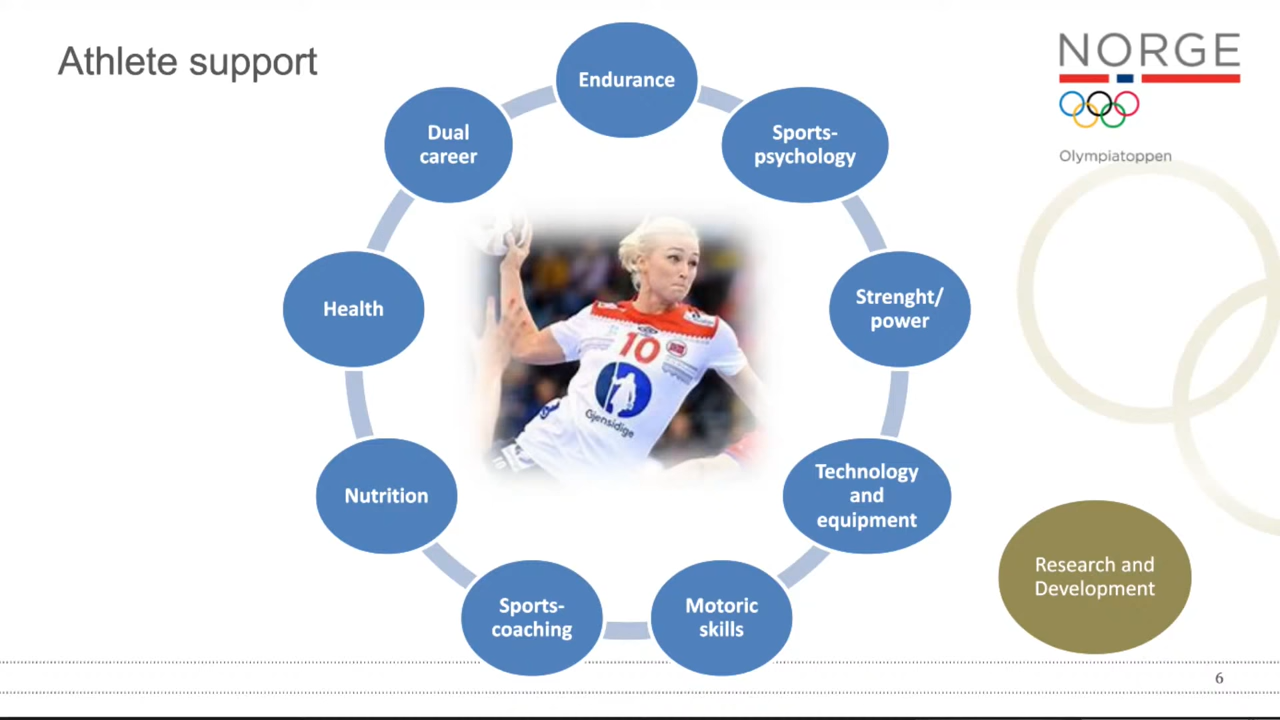 Athlete support
NORGE
Olympiatoppen
Endurance
Sports-
psychology
Strenght/
power
Technology
and
equipment
Motoric
skills
Sports-
coaching
Nutrition
Health
Dual
career
10
Gjensidige
Research and
Development
6